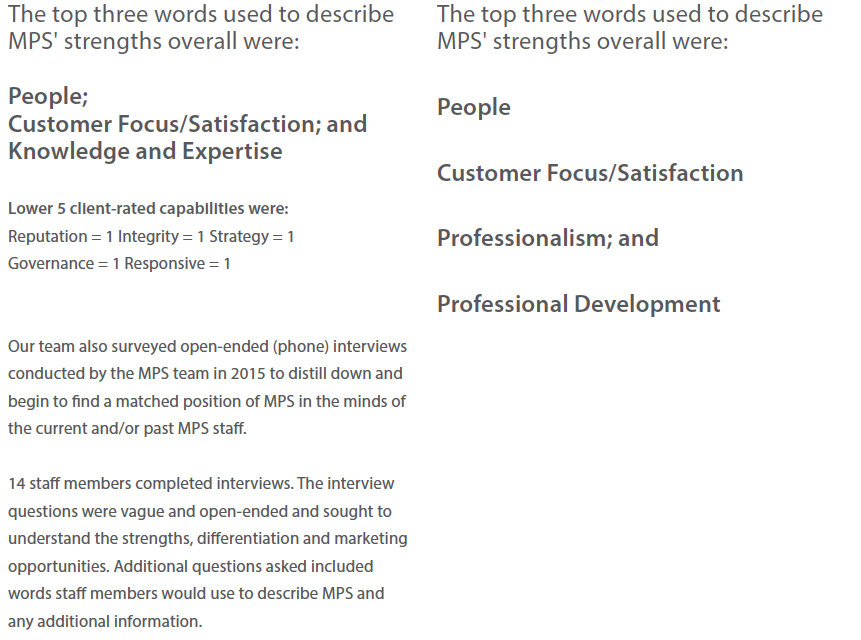 The top three words used to describe
MPS' strengths overall were:
People;
Customer Focus/Satisfaction; and
Knowledge and Expertise
Lower 5 client-rated capabilities were:
Reputation = 1 Integrity = 1 Strategy = 1
Governance = 1 Responsive = 1
Our team also surveyed open-ended (phone) interviews
conducted by the MPS team in 2015 to distill down and
begin to find a matched position of MPS in the minds of
the current and/or past MPS staff.
14 staff members completed interviews. The interview
questions were vague and open-ended and sought to
understand the strengths, differentiation and marketing
opportunities. Additional questions asked included
words staff members would use to describe MPS and
any additional information.
The top three words used to describe
MPS' strengths overall were:
People
Customer Focus/Satisfaction
Professionalism; and
Professional Development